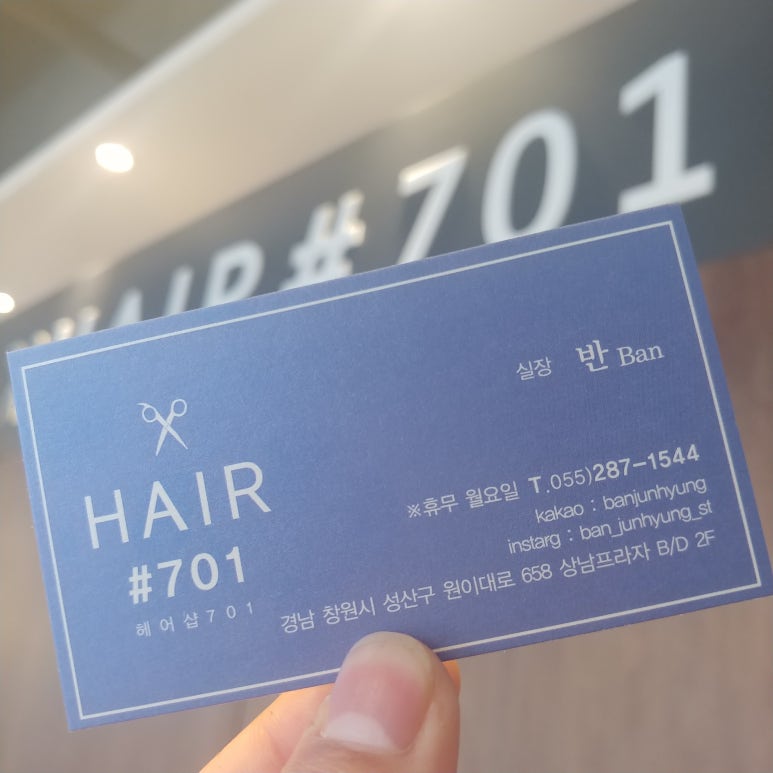 HAIR #701
HAIR
#701
헤어샵701
실장 반 Ban
※휴무 월요일 T.055)287-1544
kakao : banjunhyung
instarg : ban_junhyung_st
경남 창원시 성산구 원이대로 658 상남프라자 B/D 2F